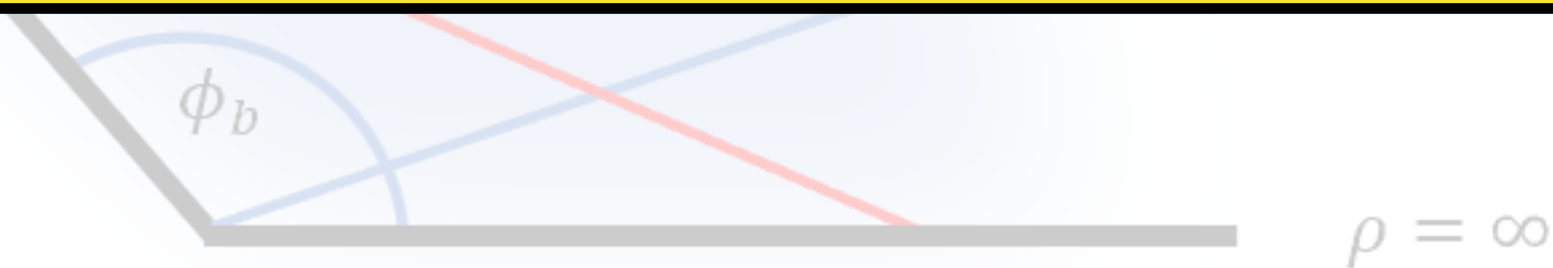 ϕ_b
ρ = ∞